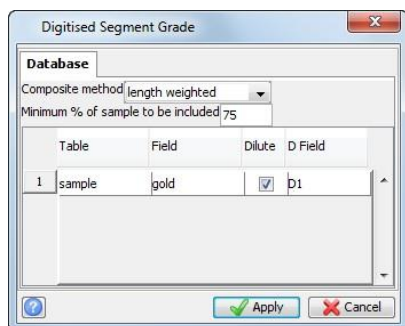 Digitised Segment Grade
Database
Composite method length weighted
Minimum % of sample to be included 75
Table Field Dilute D Field
1 sample gold D1
Apply Cancel